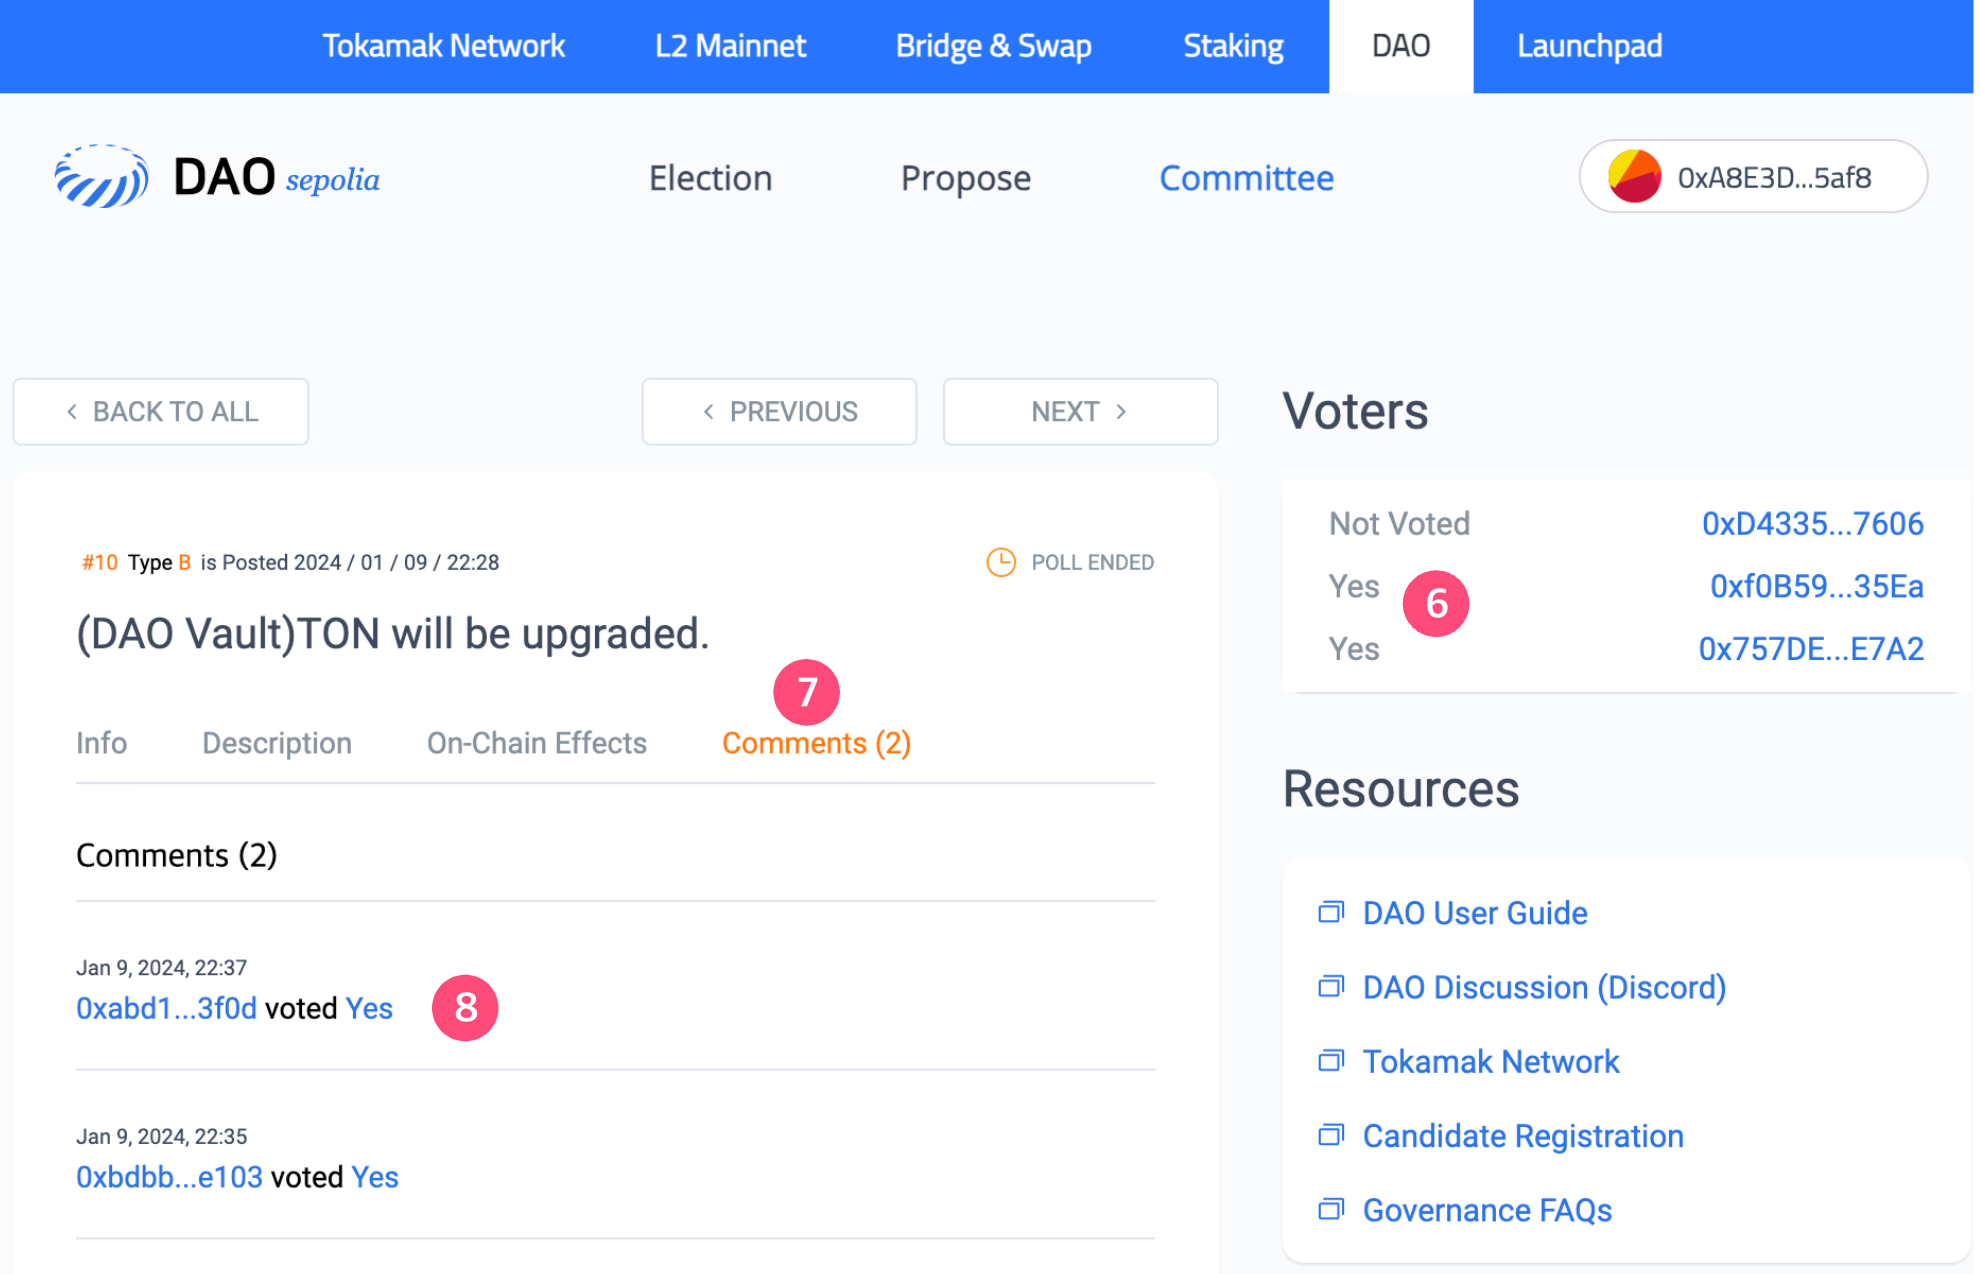 Tokamak Network L2 Mainnet Bridge & Swap Staking DAO Launchpad
DAO sepolia Election Propose Committee 0xA8E3D...5af8
BACK TO ALL PREVIOUS NEXT
#10 Type B is Posted 2024 / 01 / 09 / 22:28 POLL ENDED
(DAO Vault)TON will be upgraded.
7
Info Description On-Chain Effects Comments (2)
Comments (2)
Jan 9, 2024, 22:37
0xabd1...3f0d voted Yes 8
Jan 9, 2024, 22:35
0xbdbb...e103 voted Yes
Voters
Not Voted 0xD4335...7606
Yes 6 0xf0B59...35Ea
Yes 0x757DE...E7A2
Resources
DAO User Guide
DAO Discussion (Discord)
Tokamak Network
Candidate Registration
Governance FAQs